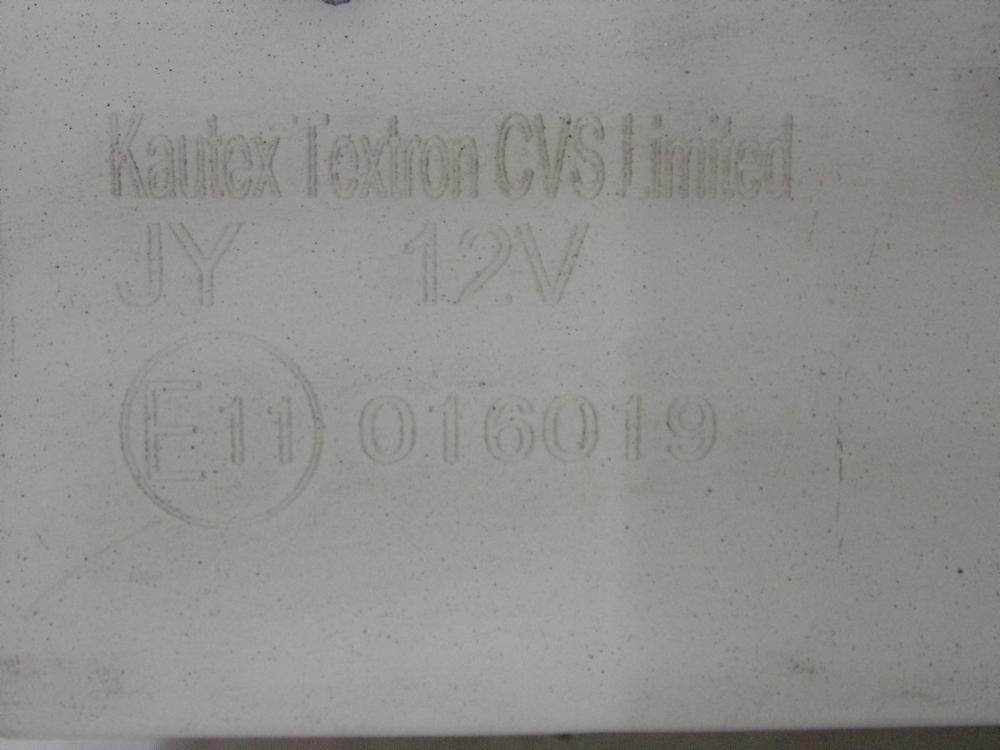 Kautex Textron CVS Limited
JY 12V
E11 016019